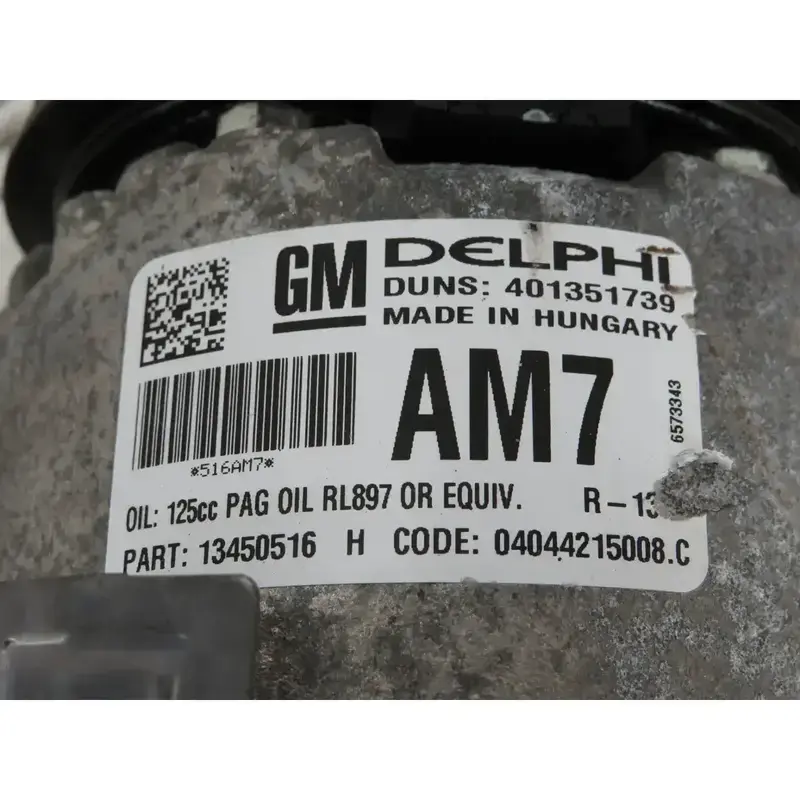 GM DELPHI
DUNS: 401351739
MADE IN HUNGARY
AM7
6573343
*516AM7*
OIL: 125cc PAG OIL RL897 OR EQUIV. R-13
PART: 13450516 H CODE: 04044215008.C